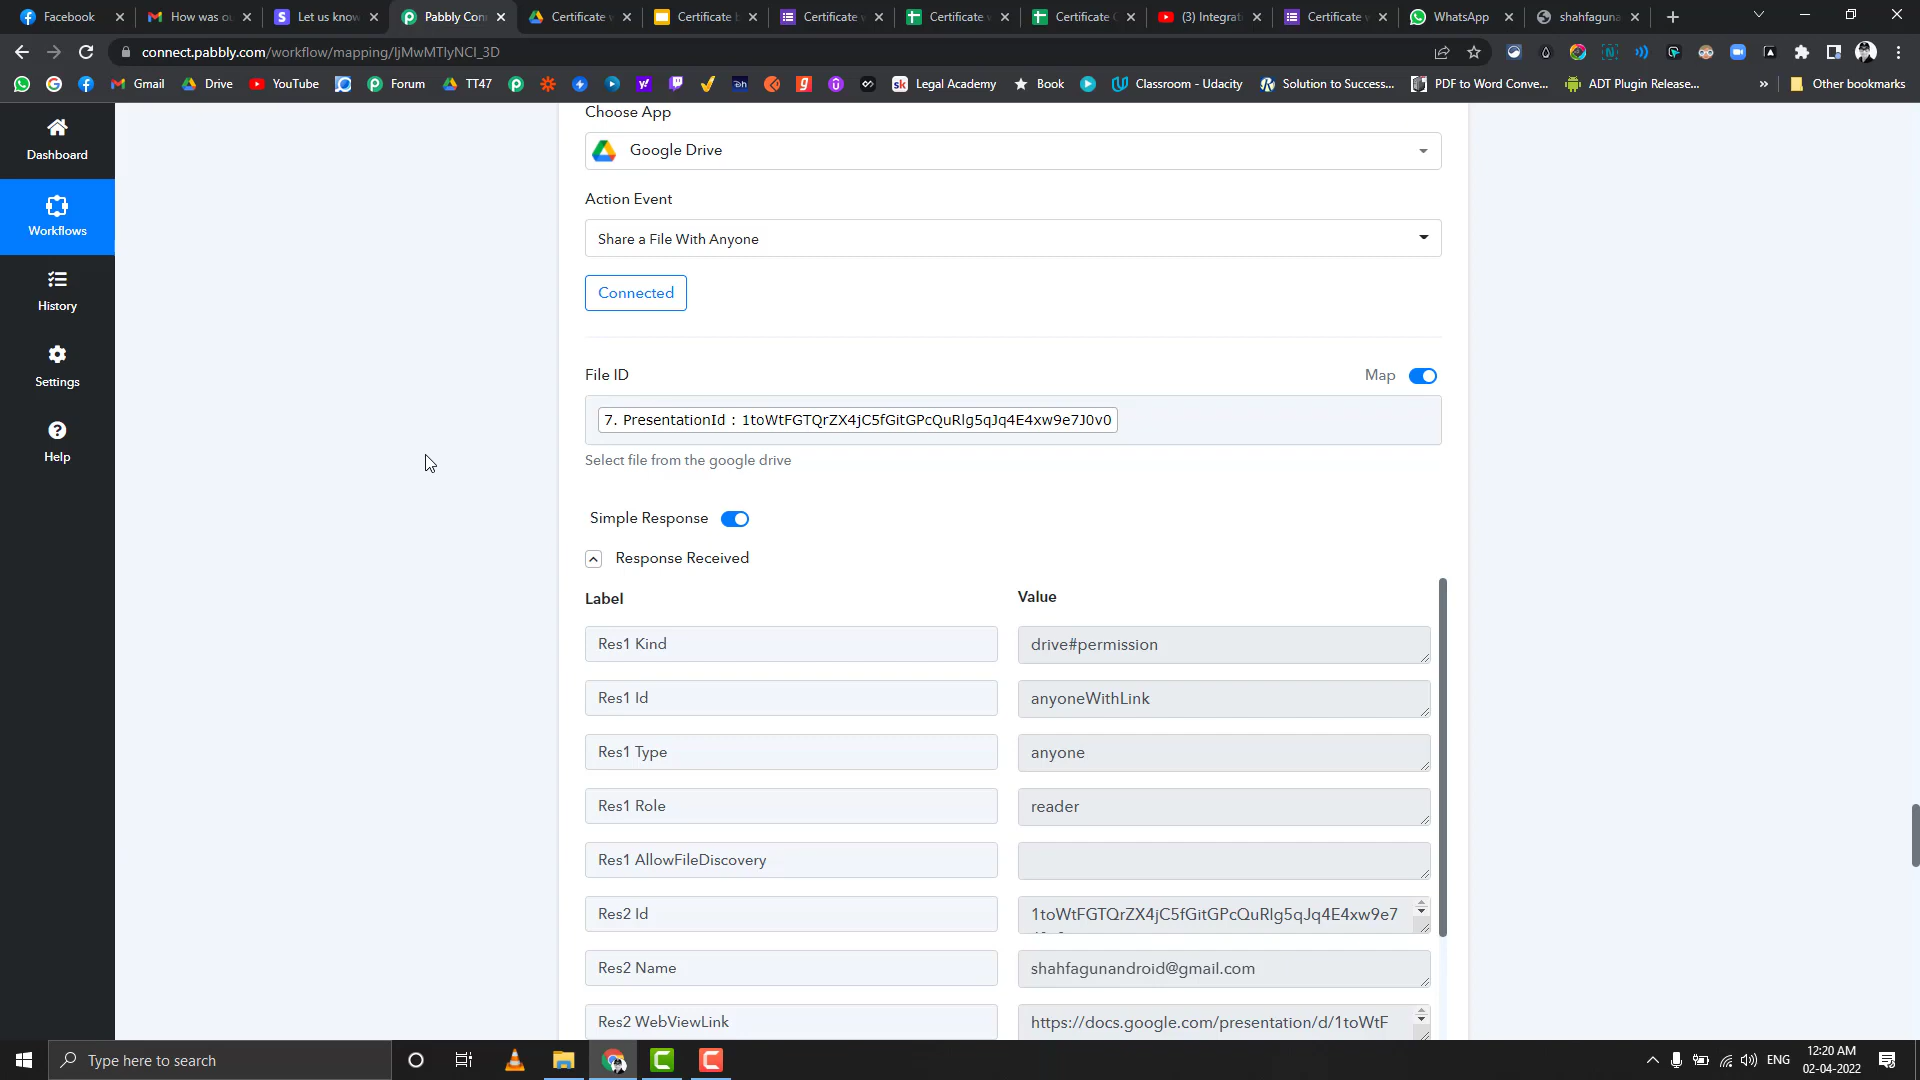 Facebook
How was ou
Let us know
Pabbly Con
Certificate w
Certificate b
Certificate w
Certificate w
Certificate G
(3) Integrat
Certificate w
WhatsApp
shahfaguna
connect.pabbly.com/workflow/mapping/IjMwMTIyNCI_3D
Gmail
Drive
YouTube
Forum
TT47
Legal Academy
Book
Classroom - Udacity
Solution to Success...
PDF to Word Conve...
ADT Plugin Release...
»
Other bookmarks
Dashboard
Workflows
History
Settings
Help
Choose App
Google Drive
Action Event
Share a File With Anyone
Connected
File ID
Map
7. PresentationId : 1toWtFGTQrZX4jC5fGitGPcQuRlg5qJq4E4xw9e7J0v0
Select file from the google drive
Simple Response
Response Received
Label Value
Res1 Kind drive#permission
Res1 Id anyoneWithLink
Res1 Type anyone
Res1 Role reader
Res1 AllowFileDiscovery
Res2 Id 1toWtFGTQrZX4jC5fGitGPcQuRlg5qJq4E4xw9e7
Res2 Name shahfagunandroid@gmail.com
Res2 WebViewLink https://docs.google.com/presentation/d/1toWtF
Type here to search
ENG
12:20 AM
02-04-2022